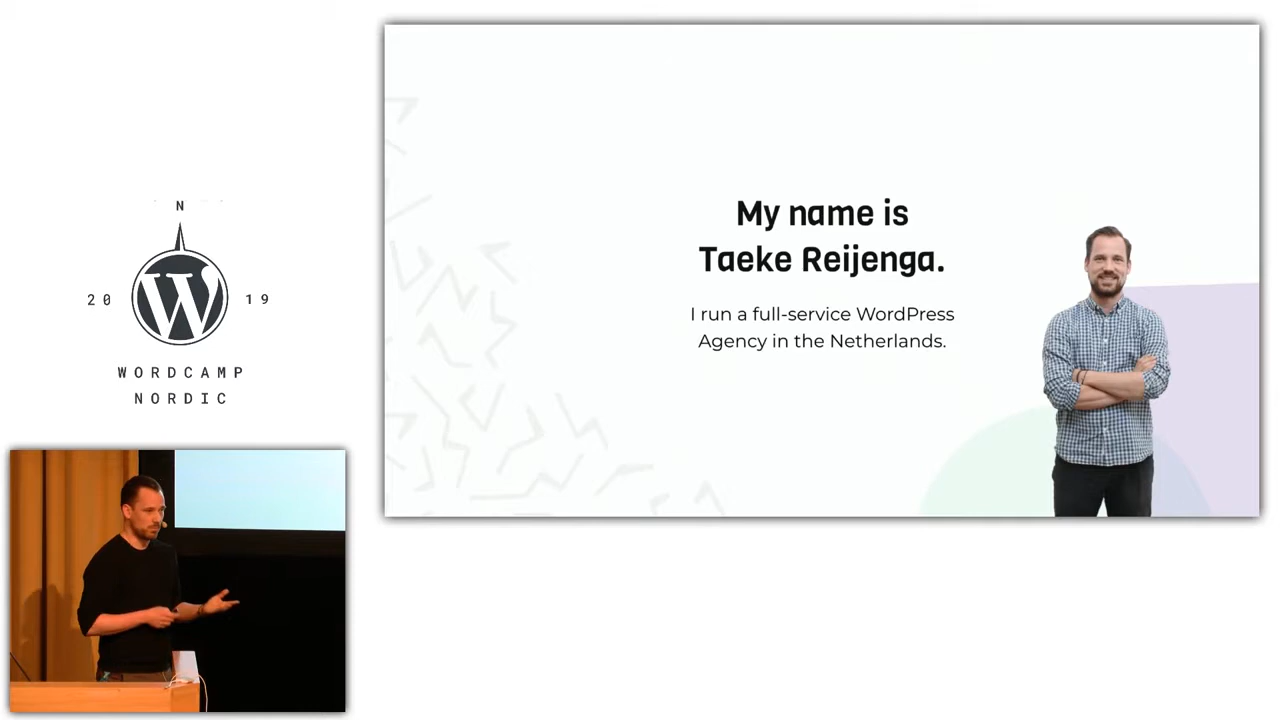 N
20 19
WORDCAMP
NORDIC
My name is
Taeke Reijenga.
I run a full-service WordPress
Agency in the Netherlands.